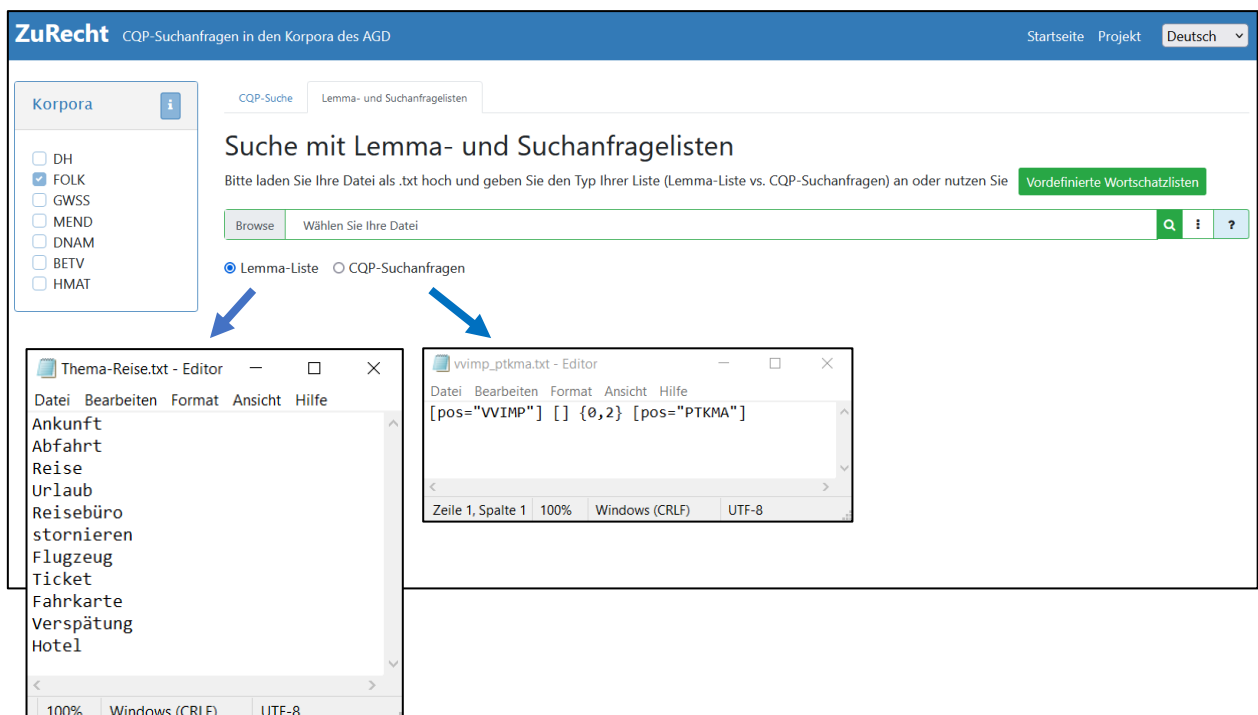 ZuRecht CQP-Suchanfragen in den Korpora des AGD Startseite Projekt Deutsch
Korpora i
DH
FOLK
GWSS
MEND
DNAM
BETV
HMAT
CQP-Suche Lemma- und Suchanfragelisten
Suche mit Lemma- und Suchanfragelisten
Bitte laden Sie Ihre Datei als .txt hoch und geben Sie den Typ Ihrer Liste (Lemma-Liste vs. CQP-Suchanfragen) an oder nutzen Sie Vordefinierte Wortschatzlisten
Browse Wählen Sie Ihre Datei ?
Lemma-Liste CQP-Suchanfragen
Thema-Reise.txt - Editor
Datei Bearbeiten Format Ansicht Hilfe
Ankunft
Abfahrt
Reise
Urlaub
Reisebüro
stornieren
Flugzeug
Ticket
Fahrkarte
Verspätung
Hotel
100% Windows (CRLF) UTF-8
vvimp_ptkma.txt - Editor
Datei Bearbeiten Format Ansicht Hilfe
[pos="VVIMP"] [] {0,2} [pos="PTKMA"]
Zeile 1, Spalte 1 100% Windows (CRLF) UTF-8